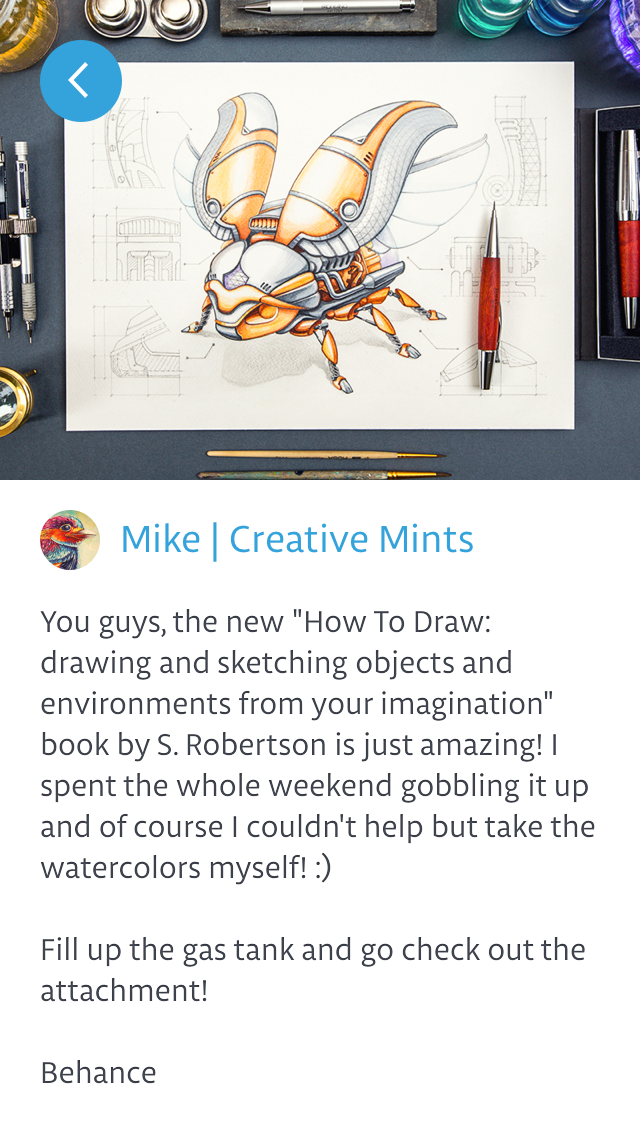 Mike | Creative Mints
You guys, the new "How To Draw:
drawing and sketching objects and
environments from your imagination"
book by S. Robertson is just amazing! I
spent the whole weekend gobbling it up
and of course I couldn't help but take the
watercolors myself! :)
Fill up the gas tank and go check out the
attachment!
Behance